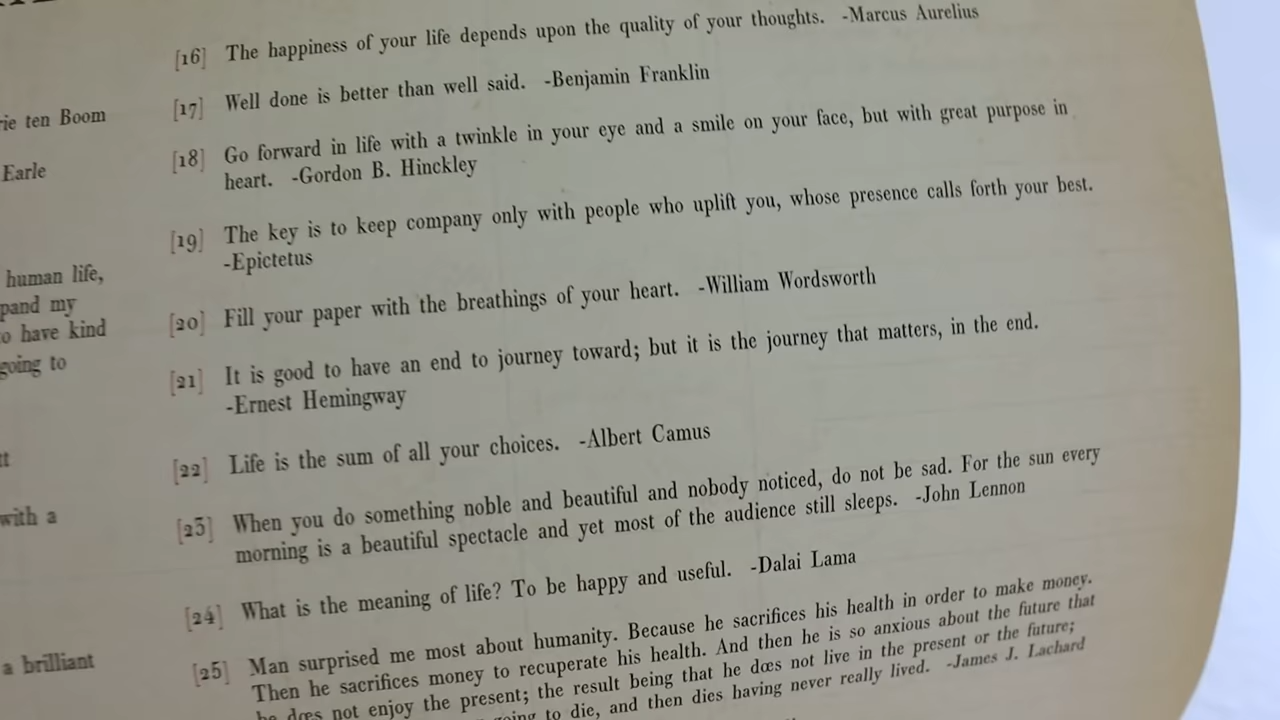 rie ten Boom
Earle
human life,
pand my
o have kind
going to
tt
with a
a brilliant
[16] The happiness of your life depends upon the quality of your thoughts. -Marcus Aurelius
[17] Well done is better than well said. -Benjamin Franklin
[18] Go forward in life with a twinkle in your eye and a smile on your face, but with great purpose in
heart. -Gordon B. Hinckley
[19] The key is to keep company only with people who uplift you, whose presence calls forth your best.
-Epictetus
[20] Fill your paper with the breathings of your heart. -William Wordsworth
[21] It is good to have an end to journey toward; but it is the journey that matters, in the end.
-Ernest Hemingway
[22] Life is the sum of all your choices. -Albert Camus
[23] When you do something noble and beautiful and nobody noticed, do not be sad. For the sun every
morning is a beautiful spectacle and yet most of the audience still sleeps. -John Lennon
[24] What is the meaning of life? To be happy and useful. -Dalai Lama
[25] Man surprised me most about humanity. Because he sacrifices his health in order to make money.
Then he sacrifices money to recuperate his health. And then he is so anxious about the future that
he dœs not enjoy the present; the result being that he dœs not live in the present or the future;
going to die, and then dies having never really lived. -James J. Lachard